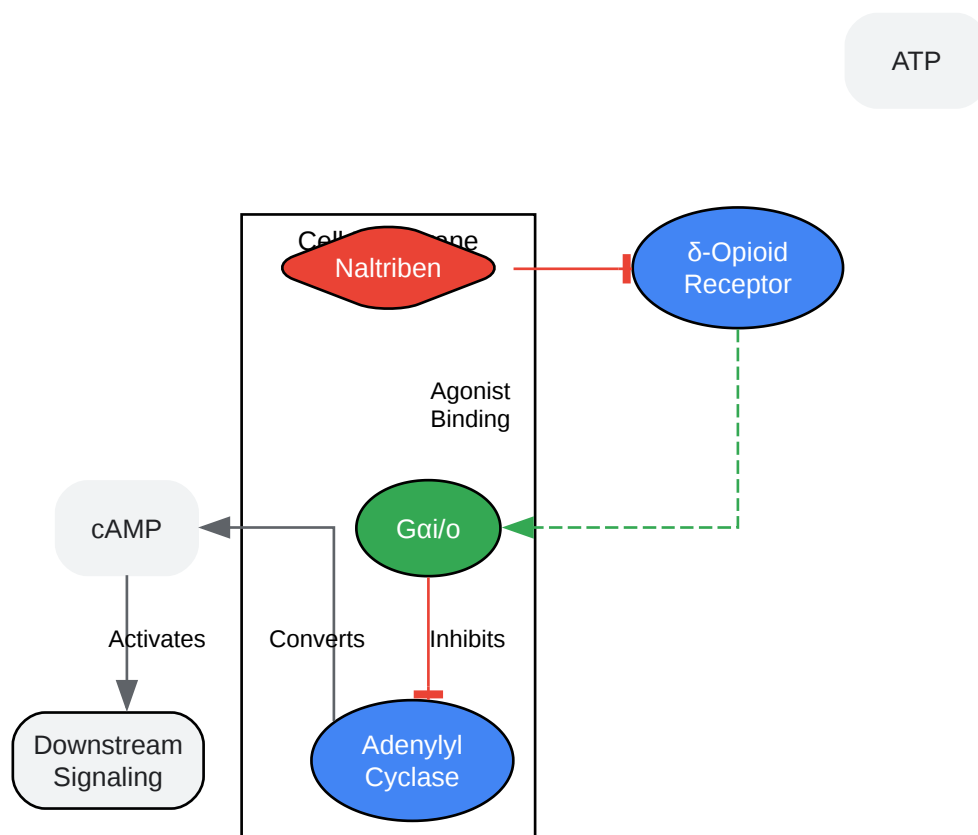 ATP
Naltriben
δ-Opioid
Receptor
Agonist
Binding
cAMP
Gαi/o
Activates
Converts
Inhibits
Downstream
Signaling
Adenylyl
Cyclase